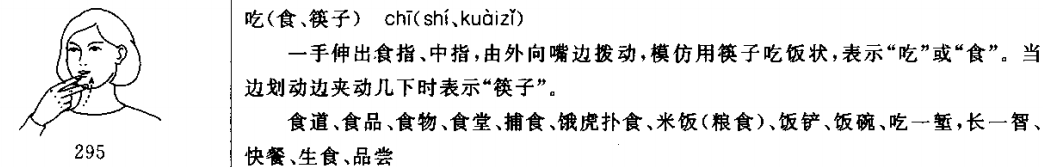 吃(食、筷子) chī(shí、kuàizǐ)
一手伸出食指、中指,由外向嘴边拨动,模仿用筷子吃饭状,表示“吃”或“食”。当
边划动边夹动几下时表示“筷子”。
食道、食品、食物、食堂、捕食、饿虎扑食、米饭(粮食)、饭铲、饭碗、吃一堑,长一智、
快餐、生食、品尝
295